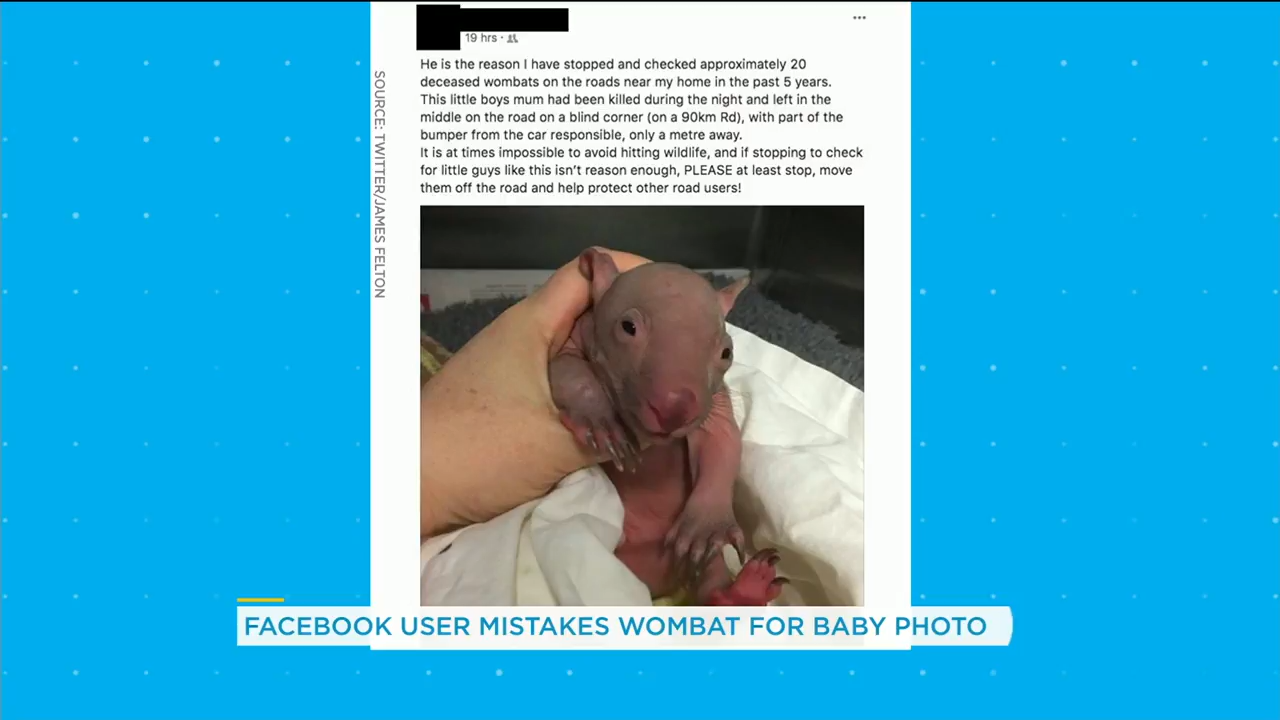 19 hrs ·
He is the reason I have stopped and checked approximately 20
deceased wombats on the roads near my home in the past 5 years.
This little boys mum had been killed during the night and left in the
middle on the road on a blind corner (on a 90km Rd), with part of the
bumper from the car responsible, only a metre away.
It is at times impossible to avoid hitting wildlife, and if stopping to check
for little guys like this isn't reason enough, PLEASE at least stop, move
them off the road and help protect other road users!
SOURCE: TWITTER/JAMES FELTON
FACEBOOK USER MISTAKES WOMBAT FOR BABY PHOTO